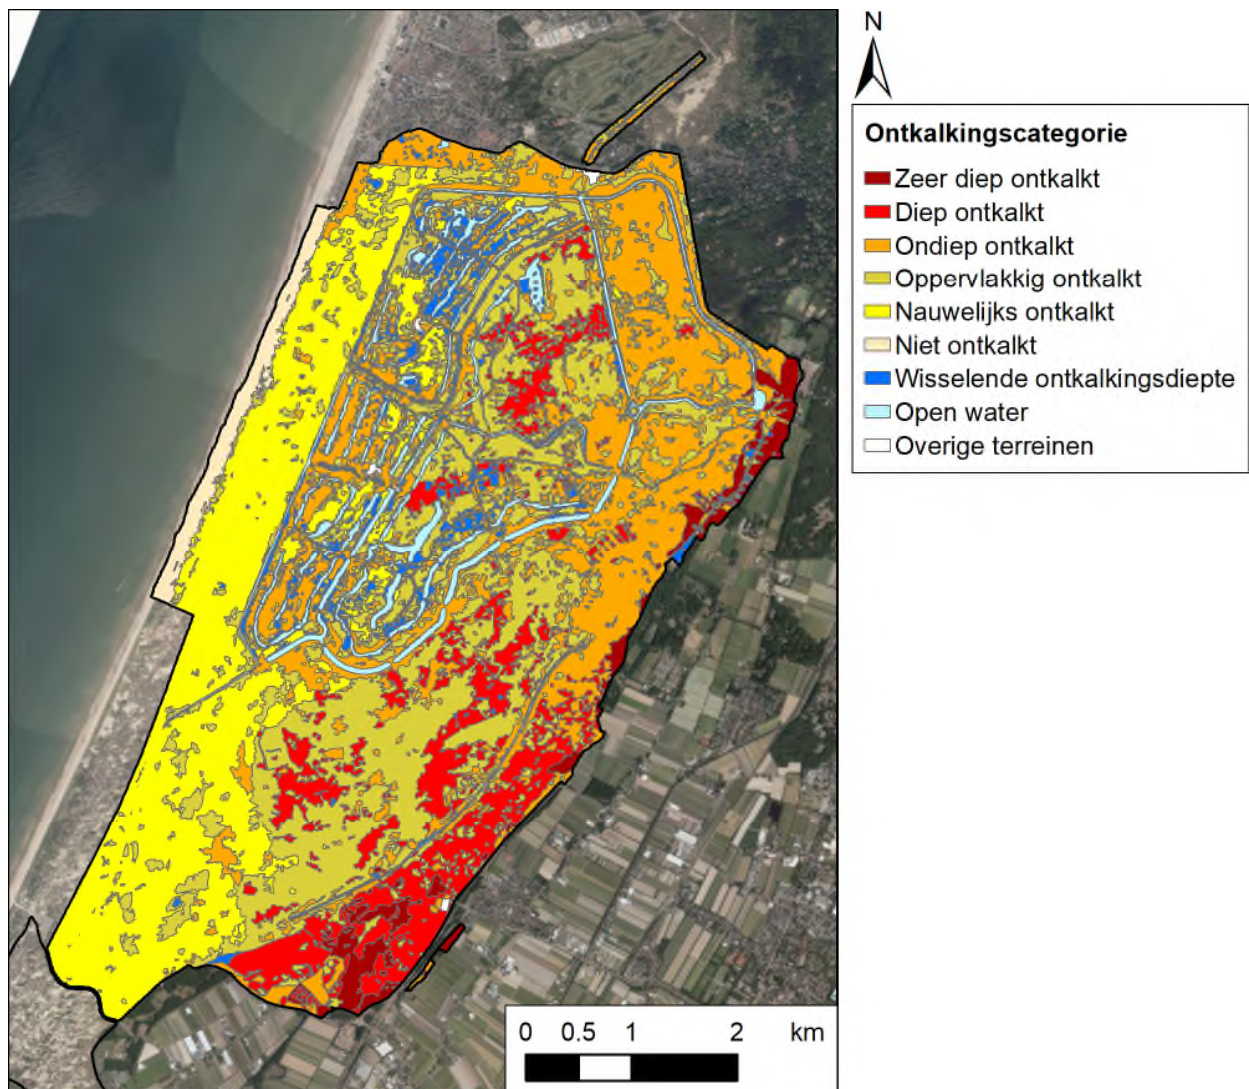 N
Ontkalkingscategorie
Zeer diep ontkalkt
Diep ontkalkt
Ondiep ontkalkt
Oppervlakkig ontkalkt
Nauwelijks ontkalkt
Niet ontkalkt
Wisselende ontkalkingsdiepte
Open water
Overige terreinen
0 0.5 1 2 km